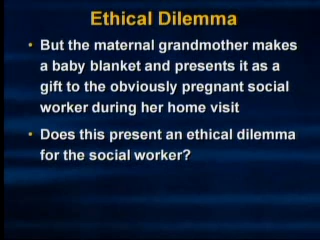 Ethical Dilemma
• But the maternal grandmother makes
a baby blanket and presents it as a
gift to the obviously pregnant social
worker during her home visit
• Does this present an ethical dilemma
for the social worker?